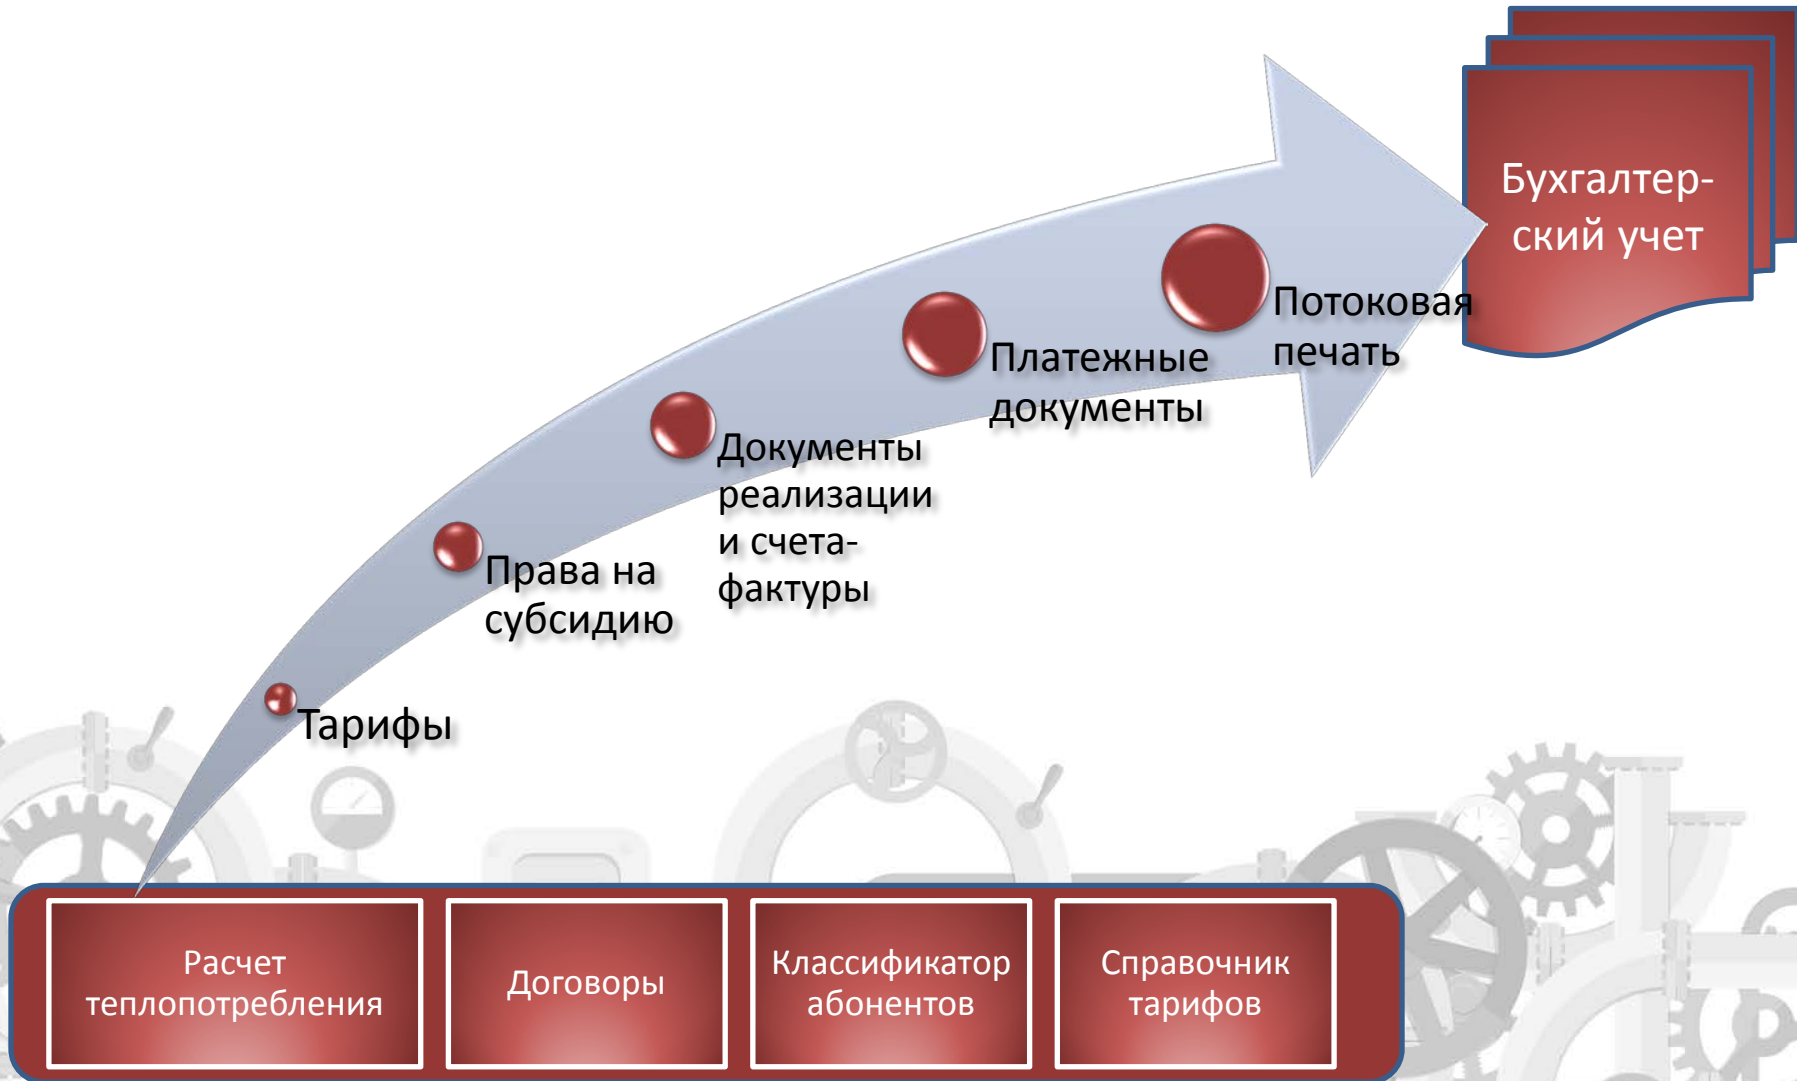 Бухгалтер-
ский учет
Потоковая
печать
Платежные
документы
Документы
реализации
и счета-
фактуры
Права на
субсидию
Тарифы
Расчет
теплопотребления
Договоры
Классификатор
абонентов
Справочник
тарифов